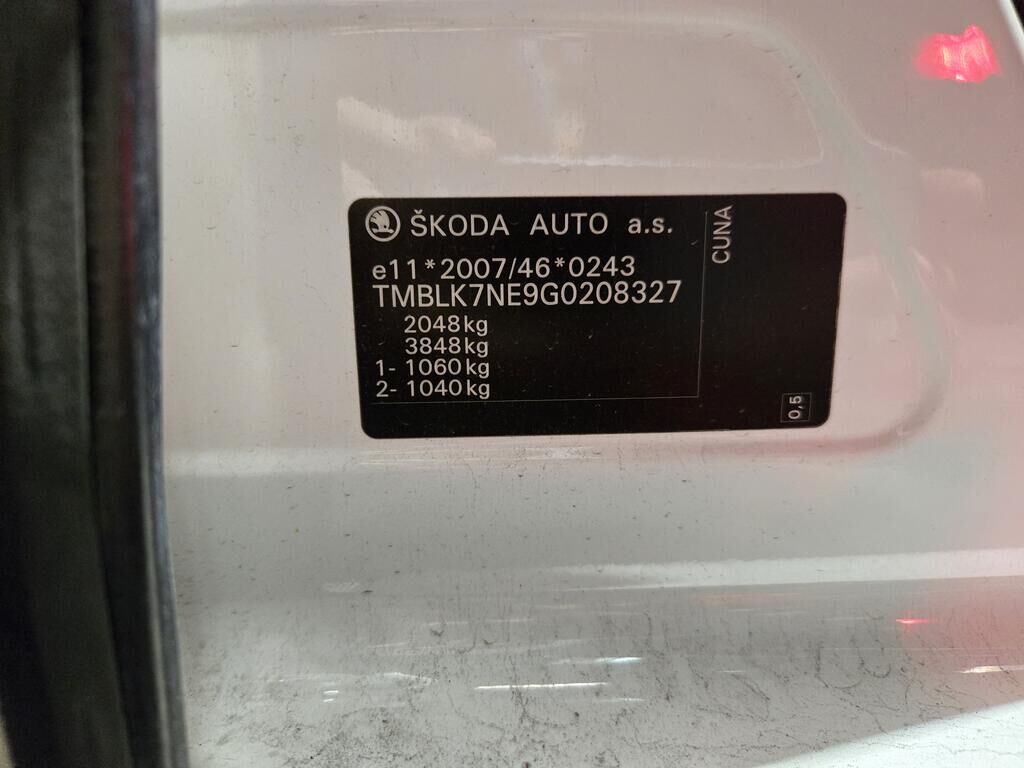 ŠKODA AUTO a.s.
e11*2007/46*0243
TMBLK7NE9G0208327
2048kg
3848kg
1- 1060kg
2- 1040kg
CUNA
0,5